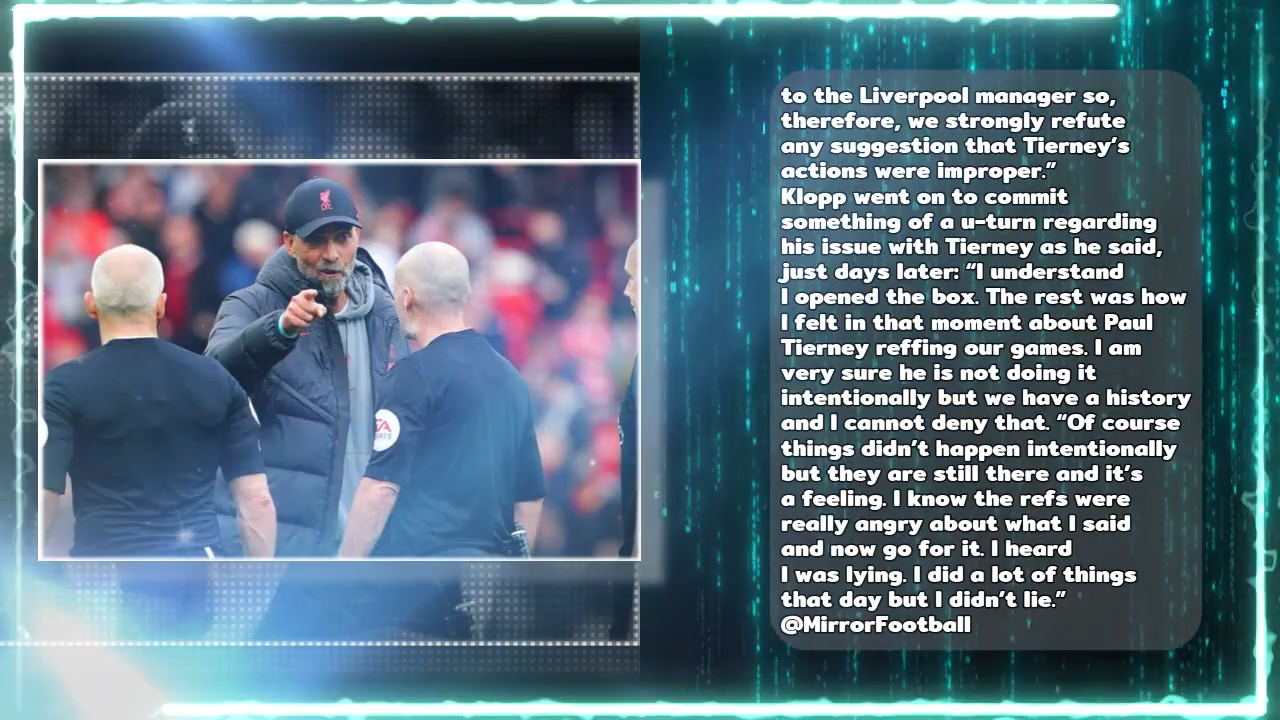 to the Liverpool manager so,
therefore, we strongly refute
any suggestion that Tierney’s
actions were improper.”
Klopp went on to commit
something of a u-turn regarding
his issue with Tierney as he said,
just days later: “I understand
I opened the box. The rest was how
I felt in that moment about Paul
Tierney reffing our games. I am
very sure he is not doing it
intentionally but we have a history
and I cannot deny that. “Of course
things didn’t happen intentionally
but they are still there and it’s
a feeling. I know the refs were
really angry about what I said
and now go for it. I heard
I was lying. I did a lot of things
that day but I didn’t lie.”
@MirrorFootball